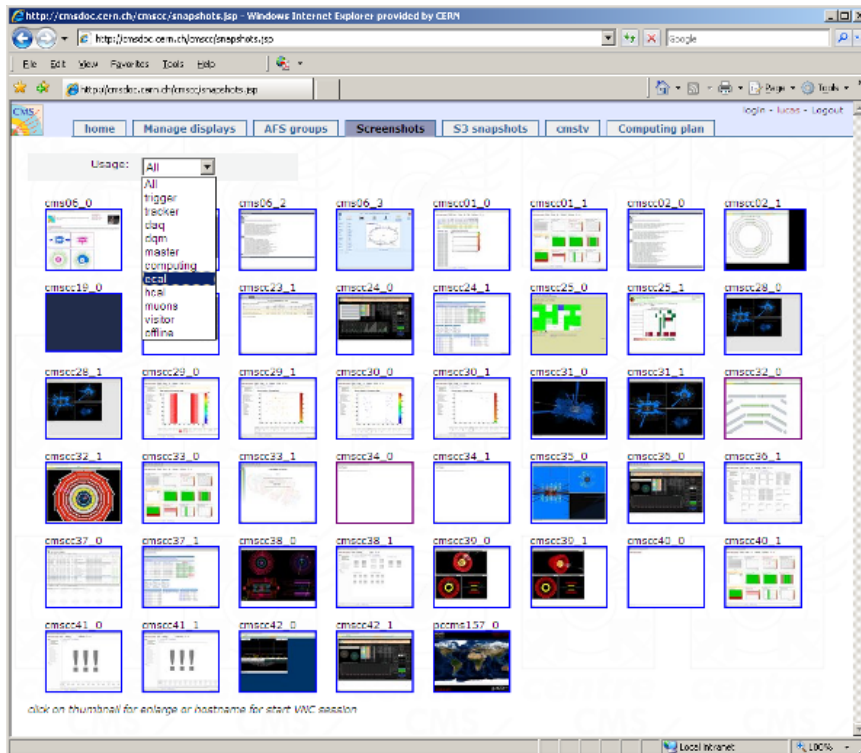 http://cmsdoc.cern.ch/cmscc/snapshots.jsp - Windows Internet Explorer provided by CERN
http://cmsdoc.cern.ch/cmscc/snapshots.jsp
Google
File Edit View Favorites Tools Help
http://cmsdoc.cern.ch/cmscc/snapshots.jsp
Page Tools
CMS
login - lucas - Logout
home Manage displays AFS groups Screenshots S3 snapshots cmstv Computing plan
Usage: All
All
trigger
tracker
daq
dqm
master
computing
ecal
hcal
muons
visitor
offline
cms06_0 cms06_2 cms06_3 cmscc01_0 cmscc01_1 cmscc02_0 cmscc02_1
cmscc19_0 cmscc23_1 cmscc24_0 cmscc24_1 cmscc25_0 cmscc25_1 cmscc28_0
cmscc28_1 cmscc29_0 cmscc29_1 cmscc30_0 cmscc30_1 cmscc31_0 cmscc31_1 cmscc32_0
cmscc32_1 cmscc33_0 cmscc33_1 cmscc34_0 cmscc34_1 cmscc35_0 cmscc36_0 cmscc36_1
cmscc37_0 cmscc37_1 cmscc38_0 cmscc38_1 cmscc39_0 cmscc39_1 cmscc40_0 cmscc40_1
cmscc41_0 cmscc41_1 cmscc42_0 cmscc42_1 pccms157_0
click on thumbnail for enlarge or hostname for start VNC session
Local intranet 100%